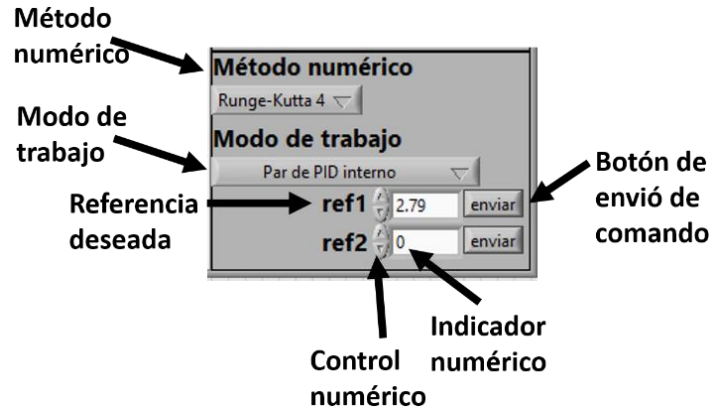 Método
numérico
Método numérico
Runge-Kutta 4
Modo de
trabajo
Modo de trabajo
Par de PID interno
Referencia
deseada
ref1 2.79 enviar
ref2 0 enviar
Botón de
envió de
comando
Control
numérico
Indicador
numérico